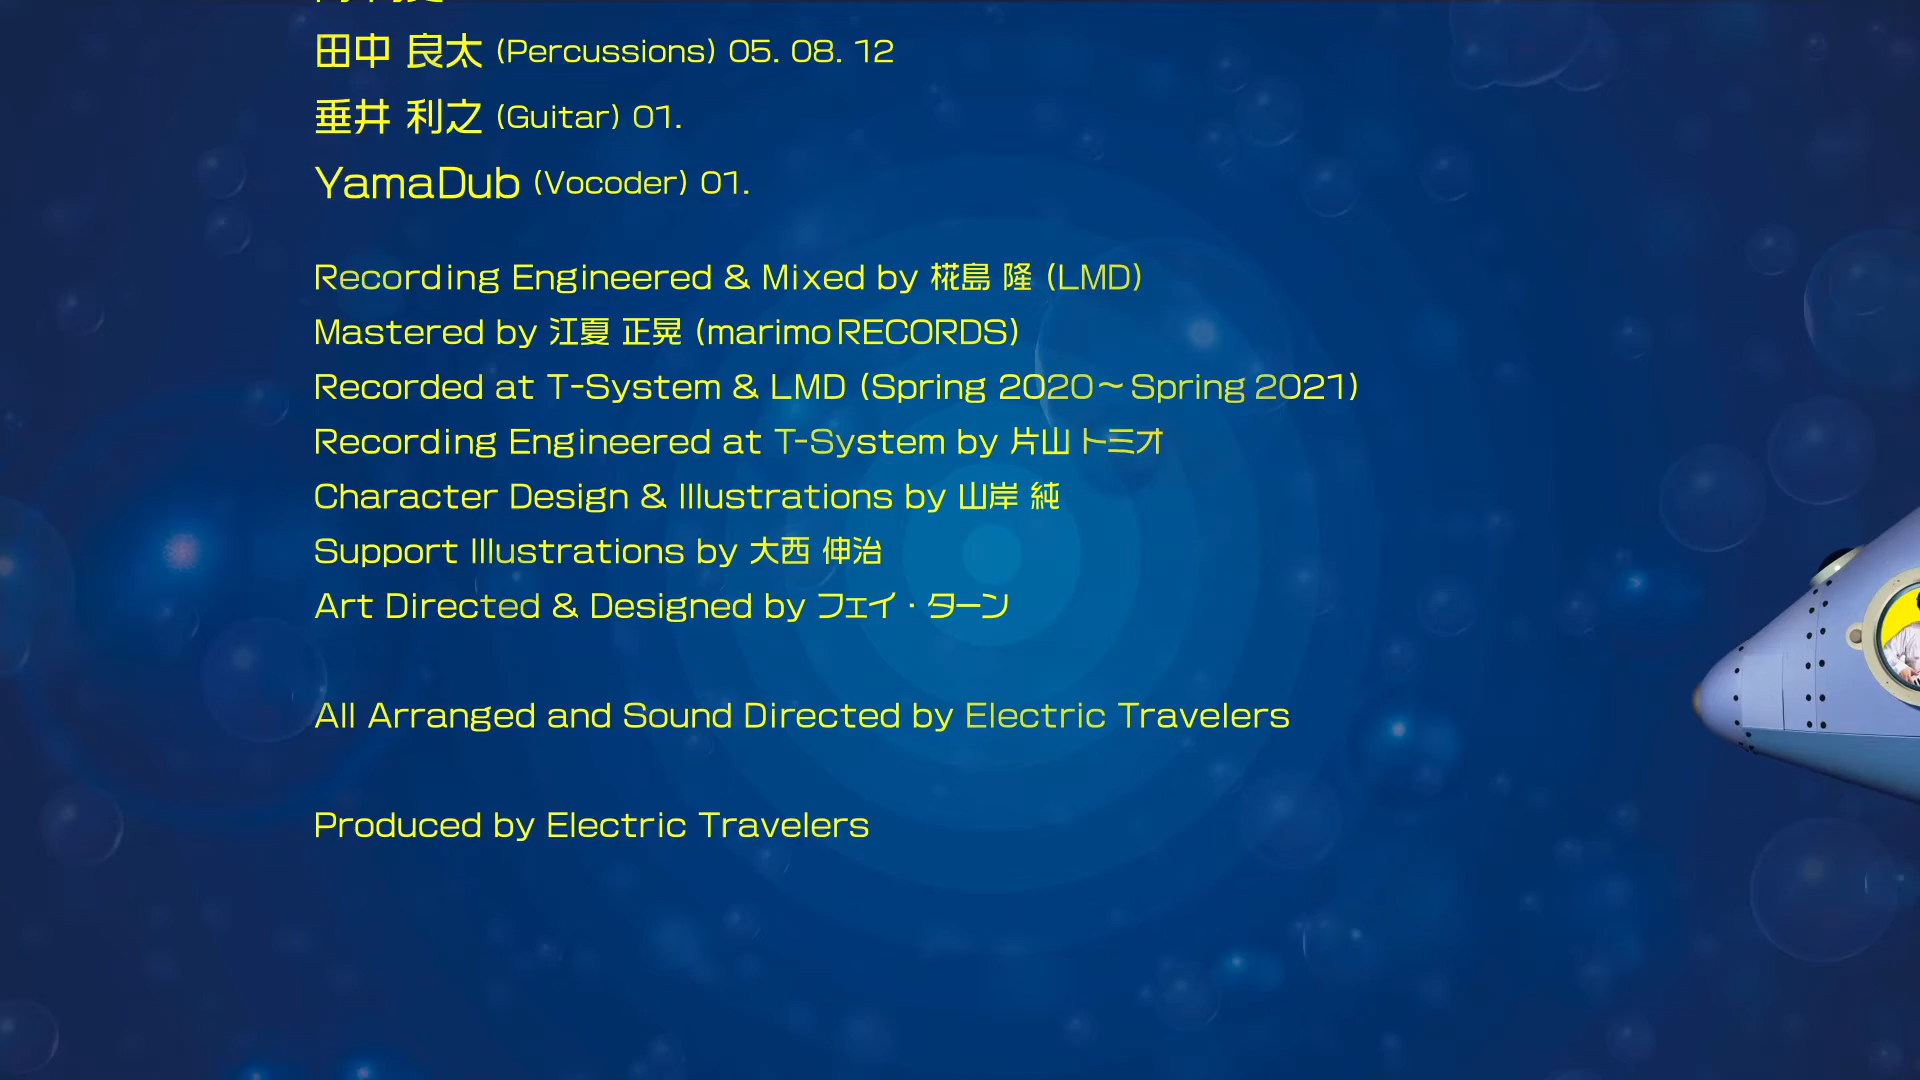 田中 良太 (Percussions) 05. 08. 12
垂井 利之 (Guitar) 01.
YamaDub (Vocoder) 01.
Recording Engineered & Mixed by 椛島 隆 (LMD)
Mastered by 江夏 正晃 (marimoRECORDS)
Recorded at T-System & LMD (Spring 2020～Spring 2021)
Recording Engineered at T-System by 片山 トミオ
Character Design & Illustrations by 山岸 純
Support Illustrations by 大西 伸治
Art Directed & Designed by フェイ・ターン
All Arranged and Sound Directed by Electric Travelers
Produced by Electric Travelers